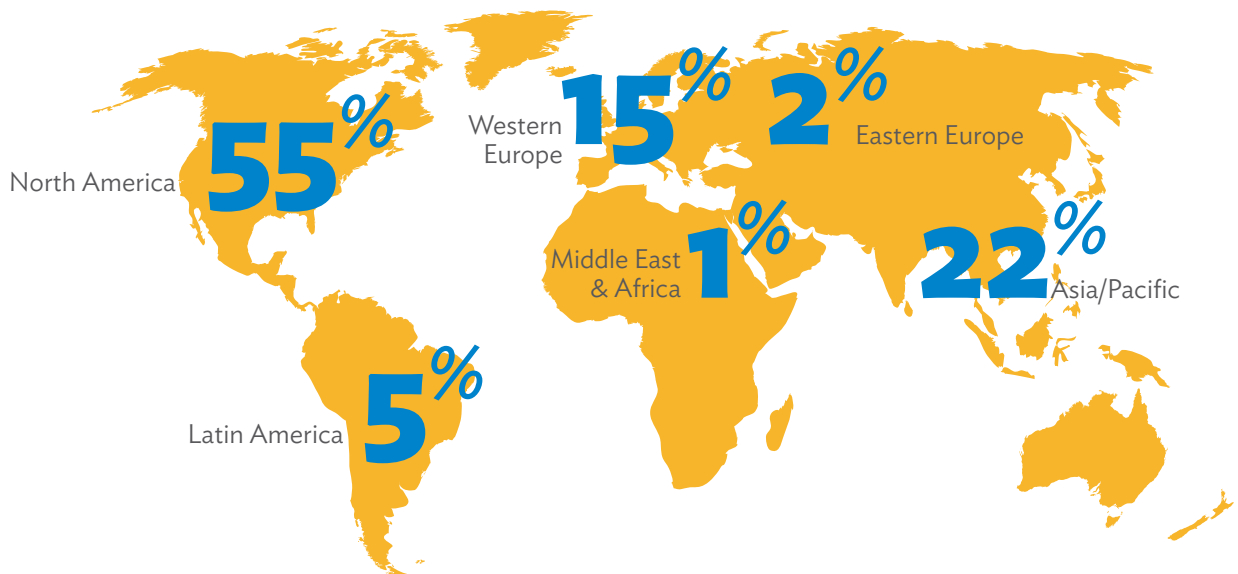 55%
North America
15%
Western
Europe
2%
Eastern Europe
1%
Middle East
& Africa
22%
Asia/Pacific
5%
Latin America